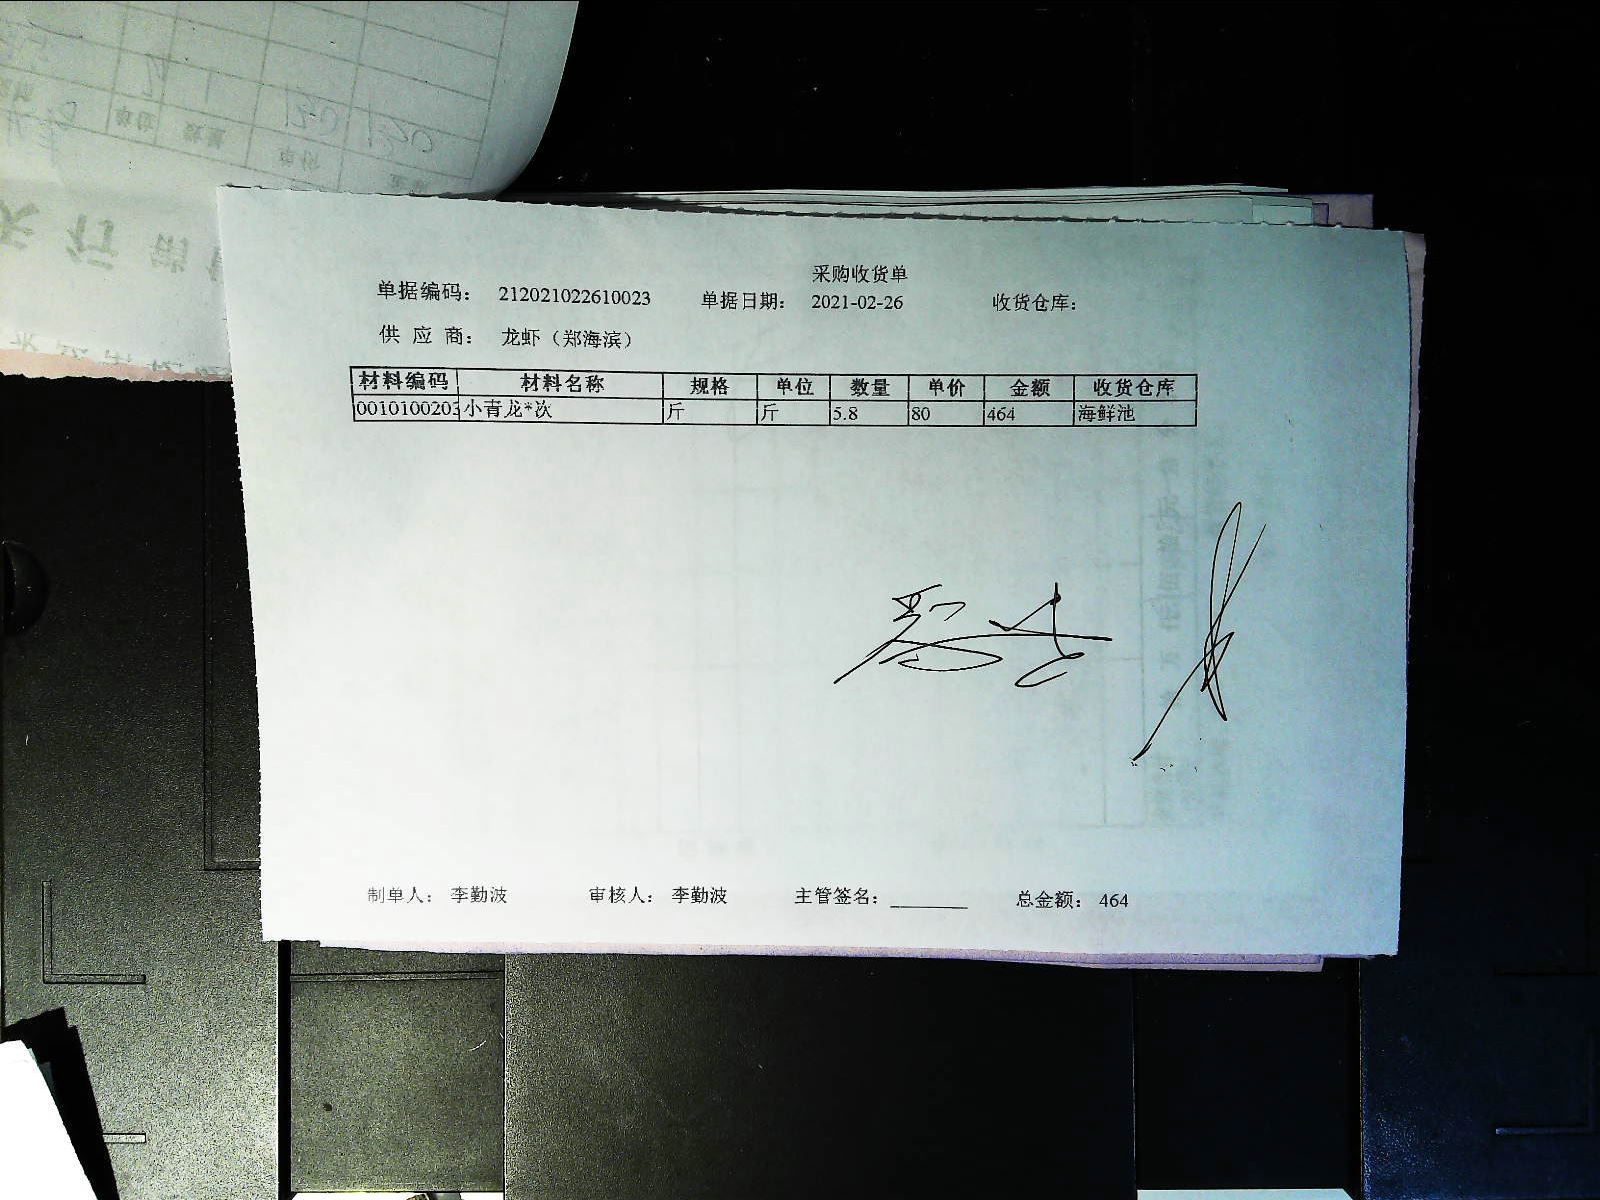 采购收货单
单据编码： 212021022610023 单据日期： 2021-02-26 收货仓库：
供 应 商： 龙虾（郑海滨）
材料编码 材料名称 规格 单位 数量 单价 金额 收货仓库
0010100203 小青龙*次 斤 斤 5.8 80 464 海鲜池
制单人： 李勤波 审核人： 李勤波 主管签名：________ 总金额： 464